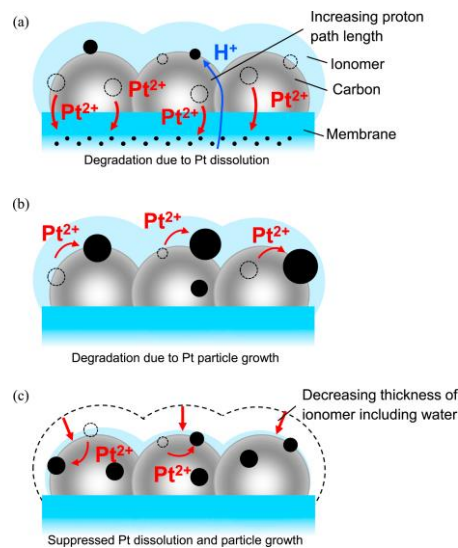 (a)
Increasing proton
path length
H+
Ionomer
Carbon
Pt2+
Pt2+
Pt2+
Pt2+
Membrane
Degradation due to Pt dissolution
(b)
Pt2+
Pt2+
Pt2+
Degradation due to Pt particle growth
(c)
Decreasing thickness of
ionomer including water
Pt2+
Pt2+
Suppressed Pt dissolution and particle growth